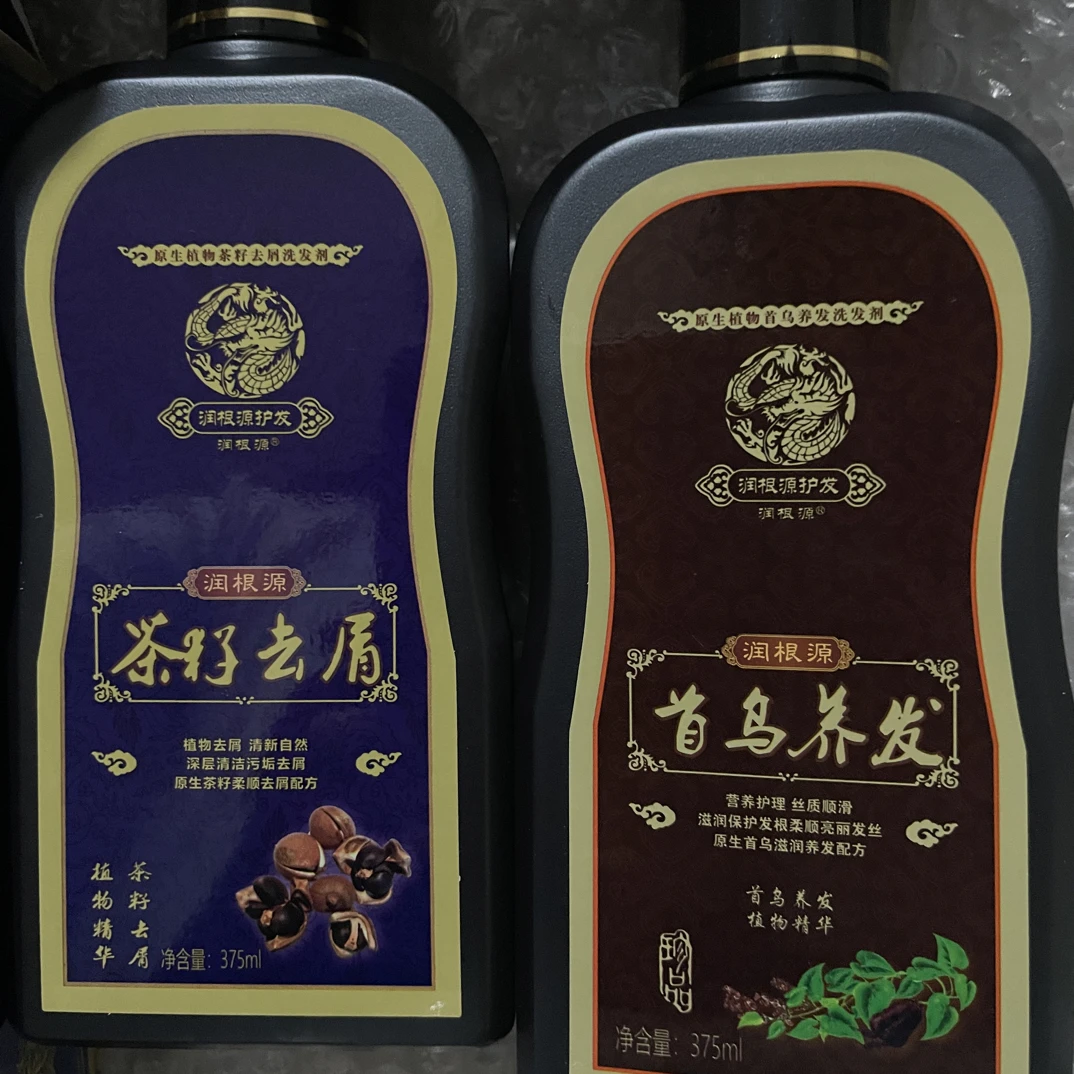 原生植物茶籽去屑洗发剂
润根源护发
润根源®
润根源
茶籽去屑
植物去屑 清新自然
深层清洁污垢去屑
原生茶籽柔顺去屑配方
茶籽去屑
植物精华
净含量：375ml
原生植物首乌养发洗发剂
润根源护发
润根源®
润根源
首乌养发
营养护理 丝质顺滑
滋润保护发根柔顺亮丽发丝
原生首乌滋润养发配方
首乌养发
植物精华
珍品
净含量：375ml